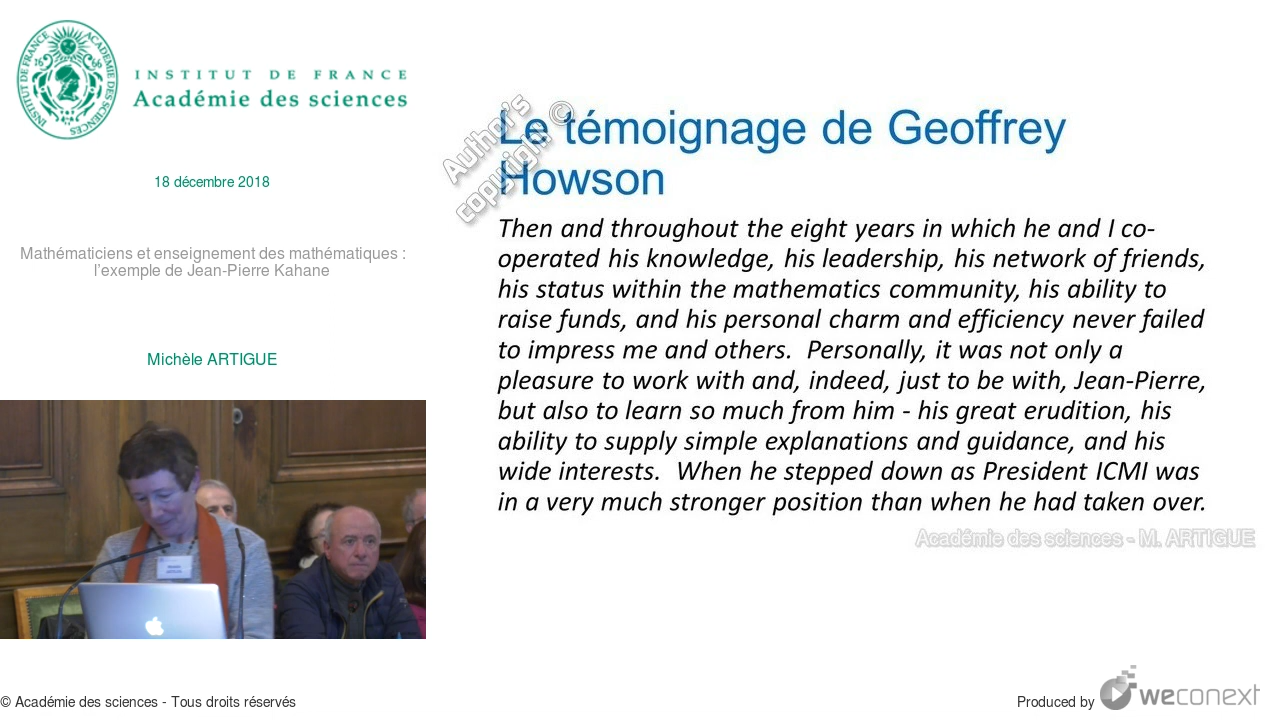 INSTITUT DE FRANCE
Académie des sciences
18 décembre 2018
Mathématiciens et enseignement des mathématiques :
l'exemple de Jean-Pierre Kahane
Michèle ARTIGUE
Author's
copyright ©
Le témoignage de Geoffrey
Howson
Then and throughout the eight years in which he and I co-
operated his knowledge, his leadership, his network of friends,
his status within the mathematics community, his ability to
raise funds, and his personal charm and efficiency never failed
to impress me and others.  Personally, it was not only a
pleasure to work with and, indeed, just to be with, Jean-Pierre,
but also to learn so much from him - his great erudition, his
ability to supply simple explanations and guidance, and his
wide interests.  When he stepped down as President ICMI was
in a very much stronger position than when he had taken over.
Académie des sciences - M. ARTIGUE
© Académie des sciences - Tous droits réservés
Produced by weconext